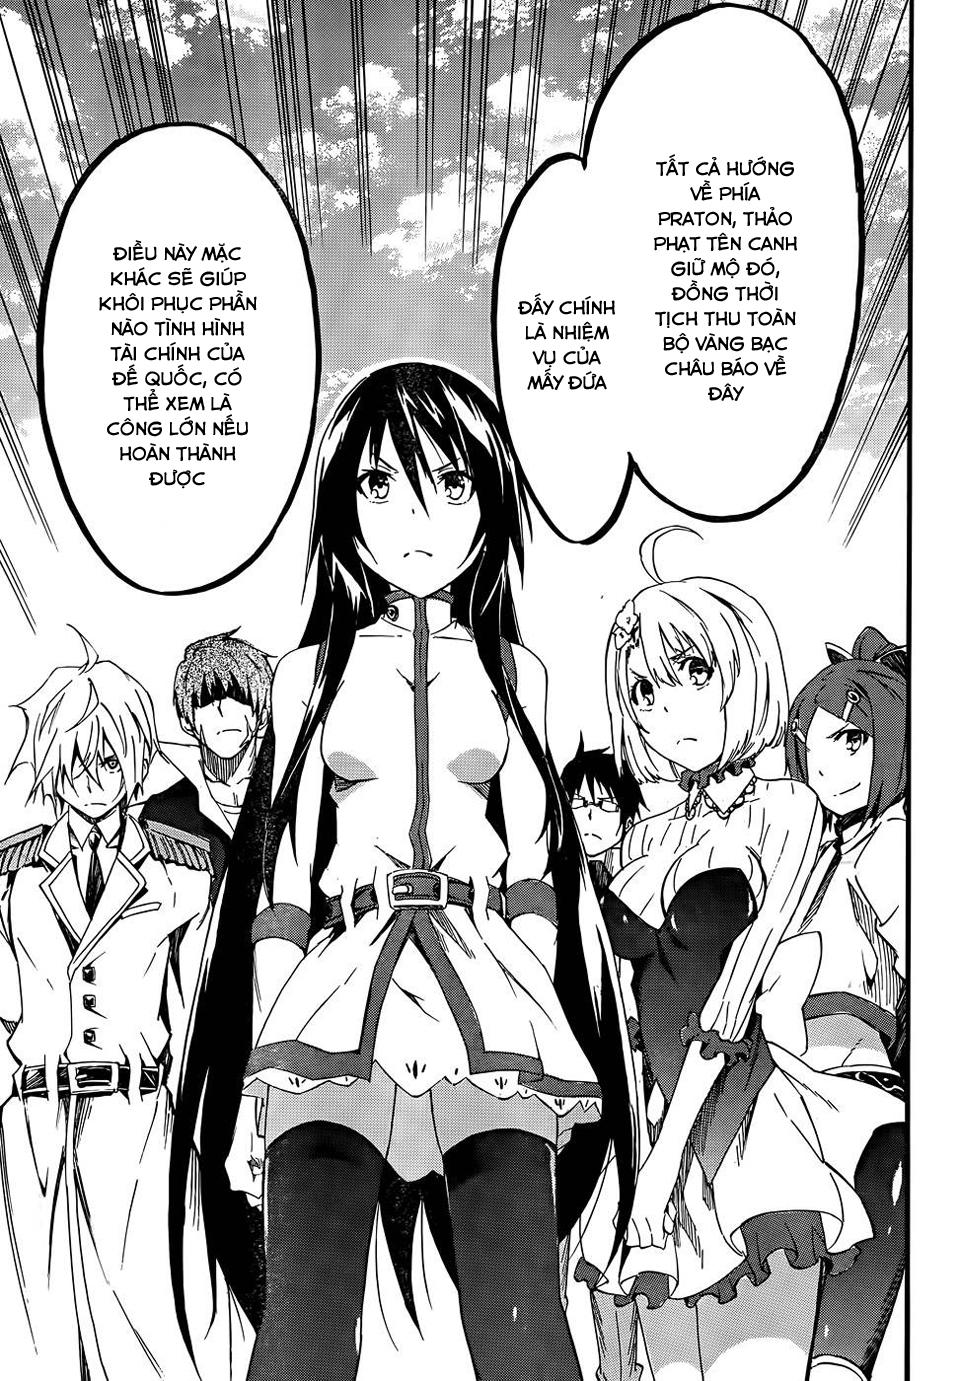 TẤT CẢ HƯỚNG
VỀ PHÍA
PRATON, THẢO
PHẠT TÊN CANH
GIỮ MỘ ĐÓ,
ĐỒNG THỜI
TỊCH THU TOÀN
BỘ VÀNG BẠC
CHÂU BÁO VỀ
ĐÂY
ĐẤY CHÍNH
LÀ NHIỆM
VỤ CỦA
MẤY ĐỨA
ĐIỀU NÀY MẶC
KHÁC SẼ GIÚP
KHÔI PHỤC PHẦN
NÀO TÌNH HÌNH
TÀI CHÍNH CỦA
ĐẾ QUỐC, CÓ
THỂ XEM LÀ
CÔNG LỚN NẾU
HOÀN THÀNH
ĐƯỢC